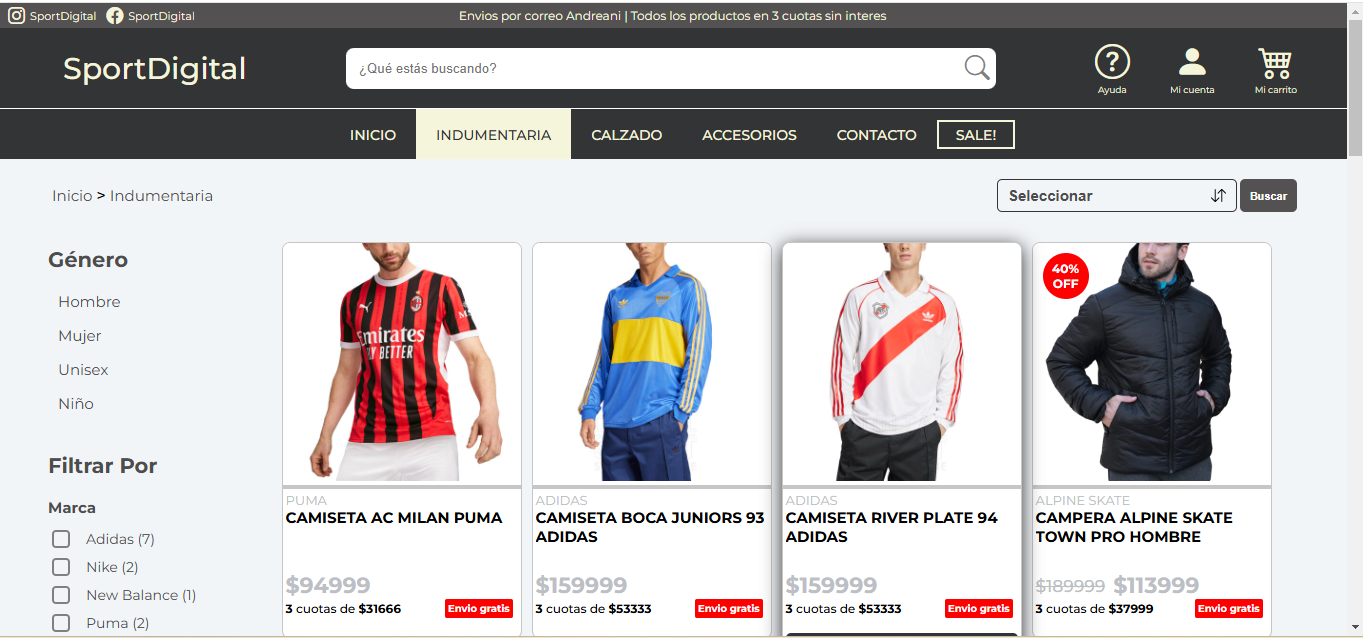 SportDigital SportDigital Envios por correo Andreani | Todos los productos en 3 cuotas sin interes
SportDigital
¿Qué estás buscando?
Ayuda
Mi cuenta
Mi carrito
INICIO INDUMENTARIA CALZADO ACCESORIOS CONTACTO SALE!
Inicio > Indumentaria
Seleccionar
Buscar
Género
Hombre
Mujer
Unisex
Niño
Filtrar Por
Marca
Adidas (7)
Nike (2)
New Balance (1)
Puma (2)
Emirates
FLY BETTER
PUMA
CAMISETA AC MILAN PUMA
$94999
3 cuotas de $31666
Envio gratis
ADIDAS
CAMISETA BOCA JUNIORS 93
ADIDAS
$159999
3 cuotas de $53333
Envio gratis
ADIDAS
CAMISETA RIVER PLATE 94
ADIDAS
$159999
3 cuotas de $53333
Envio gratis
40%
OFF
ALPINE SKATE
CAMPERA ALPINE SKATE
TOWN PRO HOMBRE
$189999 $113999
3 cuotas de $37999
Envio gratis